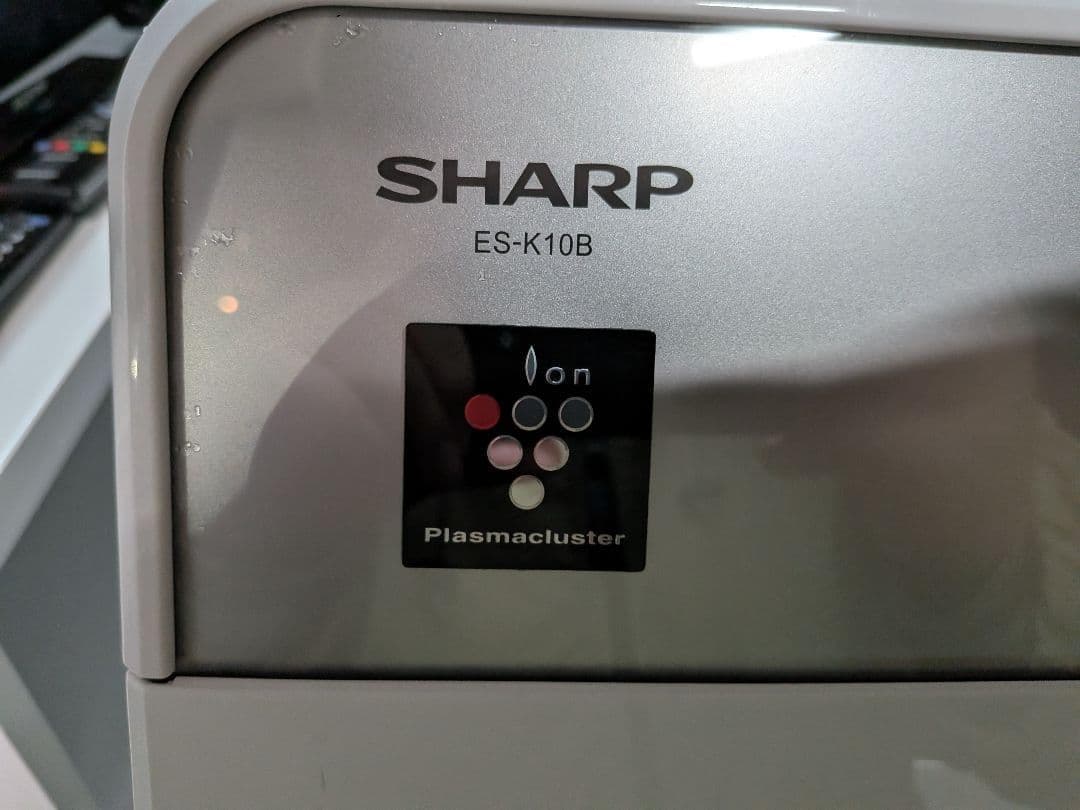 SHARP
ES-K10B
Ion
Plasmacluster